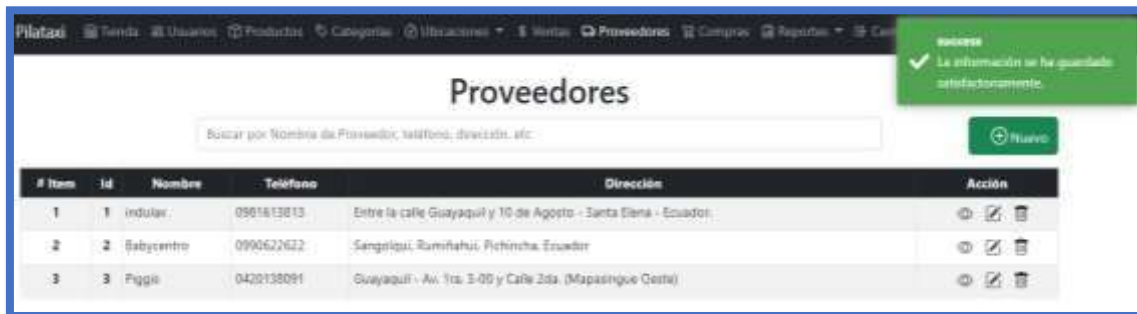 Pilataxi Tienda Usuarios Productos Categorías Ubicaciones Ventas Proveedores Compras Reportes
success
La información se ha guardado
satisfactoriamente.
Proveedores
Buscar por Nombre de Proveedor, teléfono, dirección, etc
Nuevo
# Item Id Nombre Teléfono Dirección Acción
1 1 indulax 0981613813 Entre la calle Guayaquil y 10 de Agosto - Santa Elena - Ecuador.
2 2 Babycentro 0990622622 Sangolqui, Rumiñahui, Pichincha, Ecuador
3 3 Piggio 0420138091 Guayaquil - Av. 1ra. 3-00 y Calle 2da. (Mapasingue Oeste)